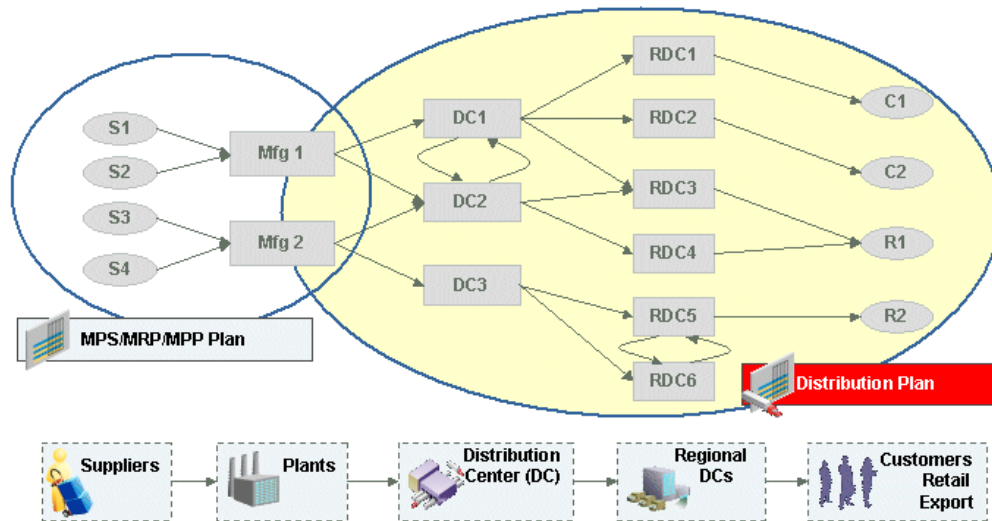 RDC1
C1
S1
DC1
RDC2
Mfg 1
S2
C2
RDC3
DC2
S3
Mfg 2
R1
RDC4
S4
DC3
RDC5
R2
MPS/MRP/MPP Plan
RDC6
Distribution Plan
Suppliers
Plants
Distribution
Center (DC)
Regional
DCs
Customers
Retail
Export